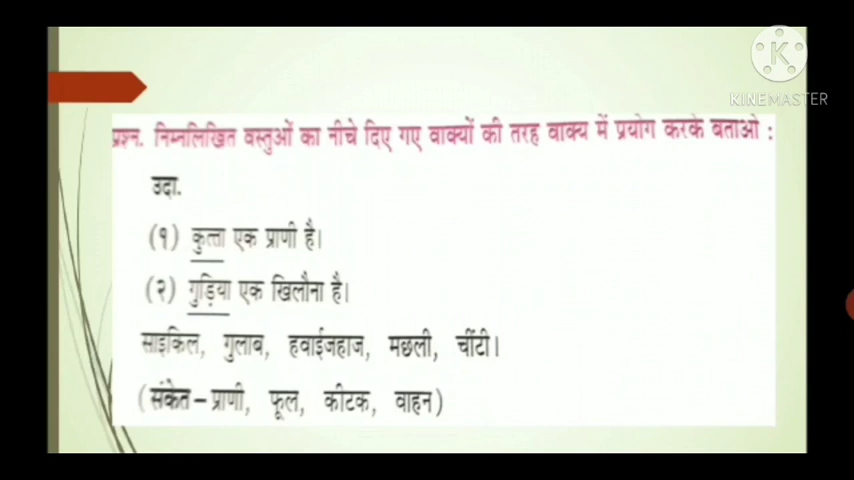 KINEMASTER
प्रश्न. निम्नलिखित वस्तुओं का नीचे दिए गए वाक्यों की तरह वाक्य में प्रयोग करके बताओ :
उदा.
(१) कुत्ता एक प्राणी है।
(२) गुड़िया एक खिलौना है।
साइकिल, गुलाब, हवाईजहाज, मछली, चींटी।
(संकेत – प्राणी, फूल, कीटक, वाहन)